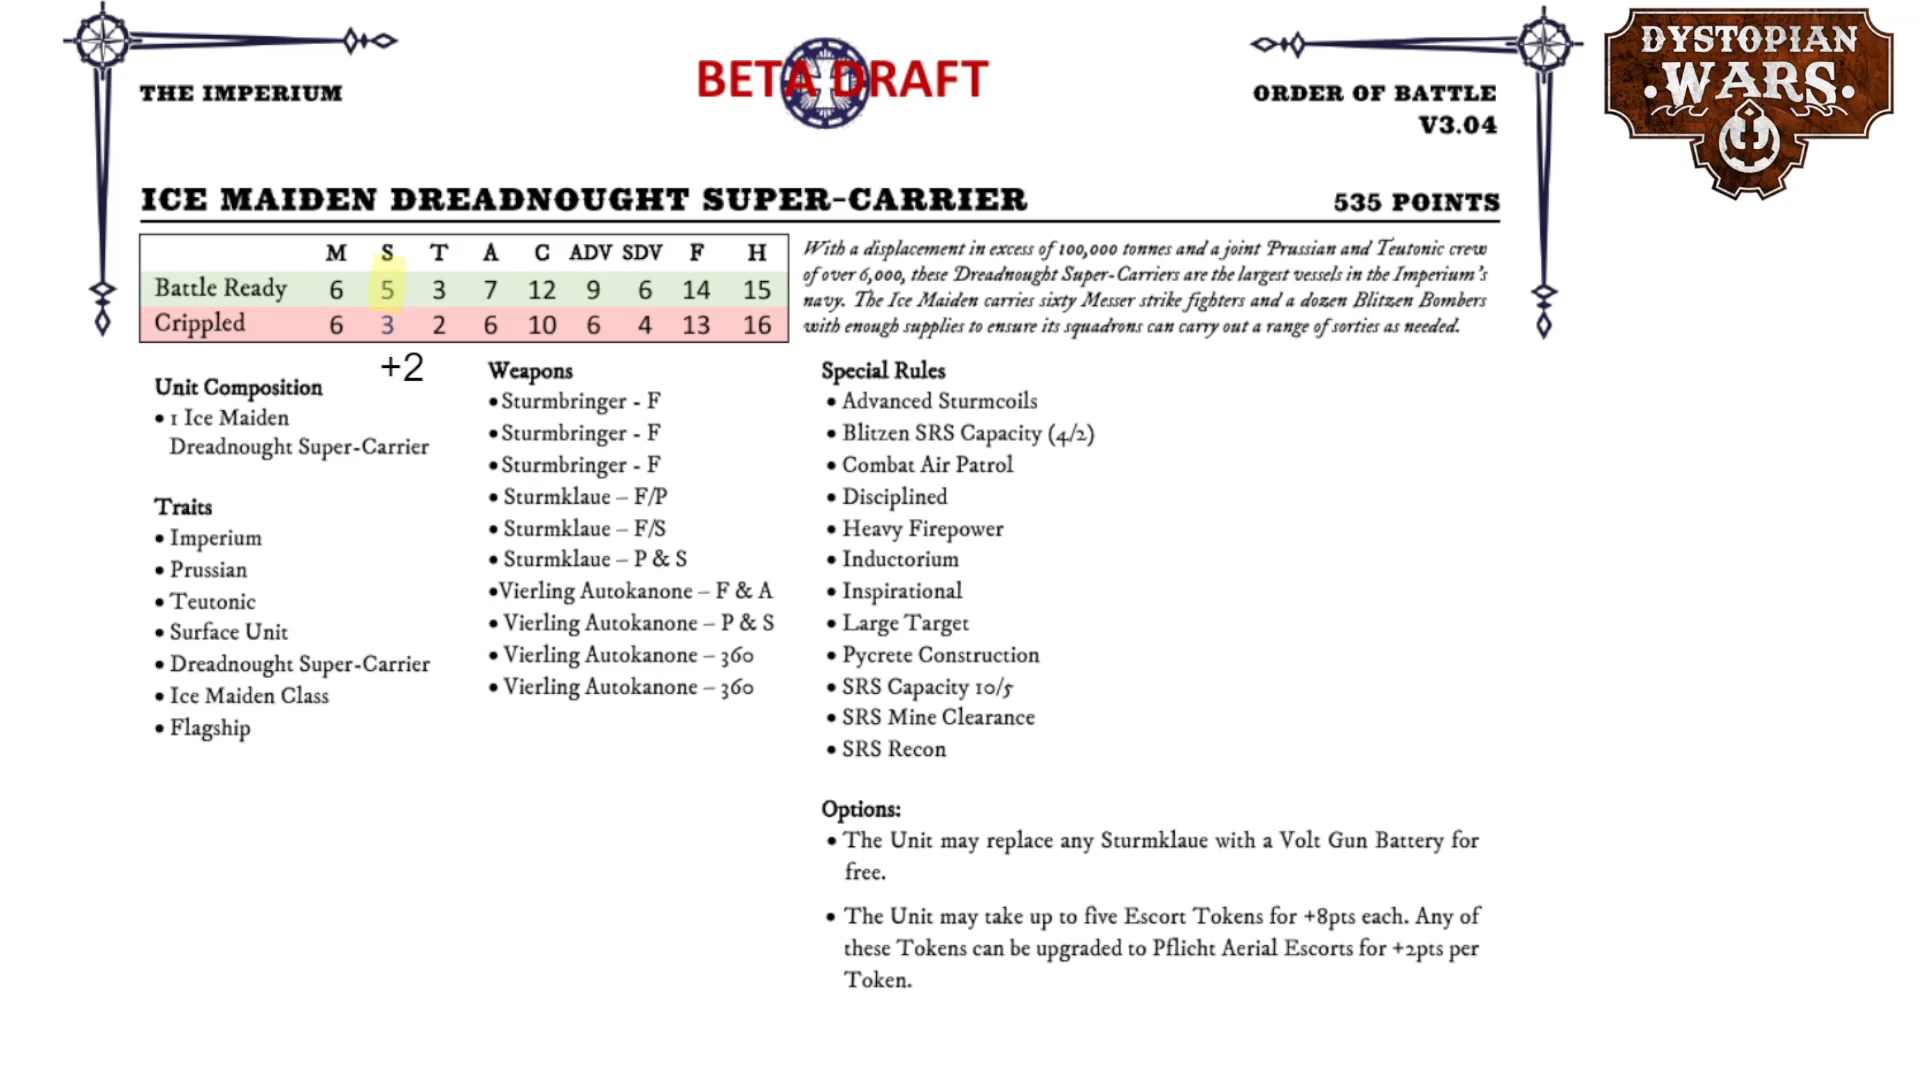 THE IMPERIUM
BETA DRAFT
ORDER OF BATTLE
V3.04
DYSTOPIAN
·WARS·
ICE MAIDEN DREADNOUGHT SUPER-CARRIER
535 POINTS
M S T A C ADV SDV F H
Battle Ready 6 5 3 7 12 9 6 14 15
Crippled 6 3 2 6 10 6 4 13 16
+2
With a displacement in excess of 100,000 tonnes and a joint Prussian and Teutonic crew
of over 6,000, these Dreadnought Super-Carriers are the largest vessels in the Imperium's
navy. The Ice Maiden carries sixty Messer strike fighters and a dozen Blitzen Bombers
with enough supplies to ensure its squadrons can carry out a range of sorties as needed.
Unit Composition
• 1 Ice Maiden
Dreadnought Super-Carrier
Traits
• Imperium
• Prussian
• Teutonic
• Surface Unit
• Dreadnought Super-Carrier
• Ice Maiden Class
• Flagship
Weapons
• Sturmbringer - F
• Sturmbringer - F
• Sturmbringer - F
• Sturmklaue – F/P
• Sturmklaue – F/S
• Sturmklaue – P & S
•Vierling Autokanone – F & A
• Vierling Autokanone – P & S
• Vierling Autokanone – 360
• Vierling Autokanone – 360
Special Rules
• Advanced Sturmcoils
• Blitzen SRS Capacity (4/2)
• Combat Air Patrol
• Disciplined
• Heavy Firepower
• Inductorium
• Inspirational
• Large Target
• Pycrete Construction
• SRS Capacity 10/5
• SRS Mine Clearance
• SRS Recon
Options:
• The Unit may replace any Sturmklaue with a Volt Gun Battery for
free.
• The Unit may take up to five Escort Tokens for +8pts each. Any of
these Tokens can be upgraded to Pflicht Aerial Escorts for +2pts per
Token.